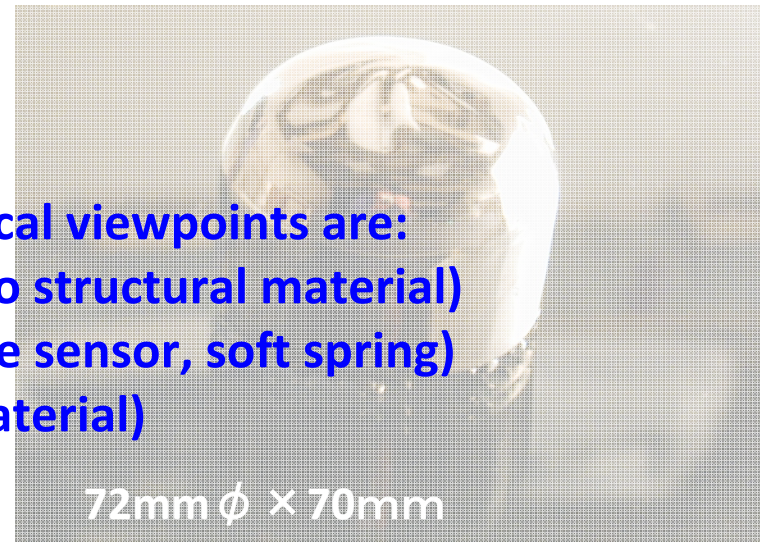 cal viewpoints are:
o structural material)
e sensor, soft spring)
aterial)
72mmϕ ×70mm